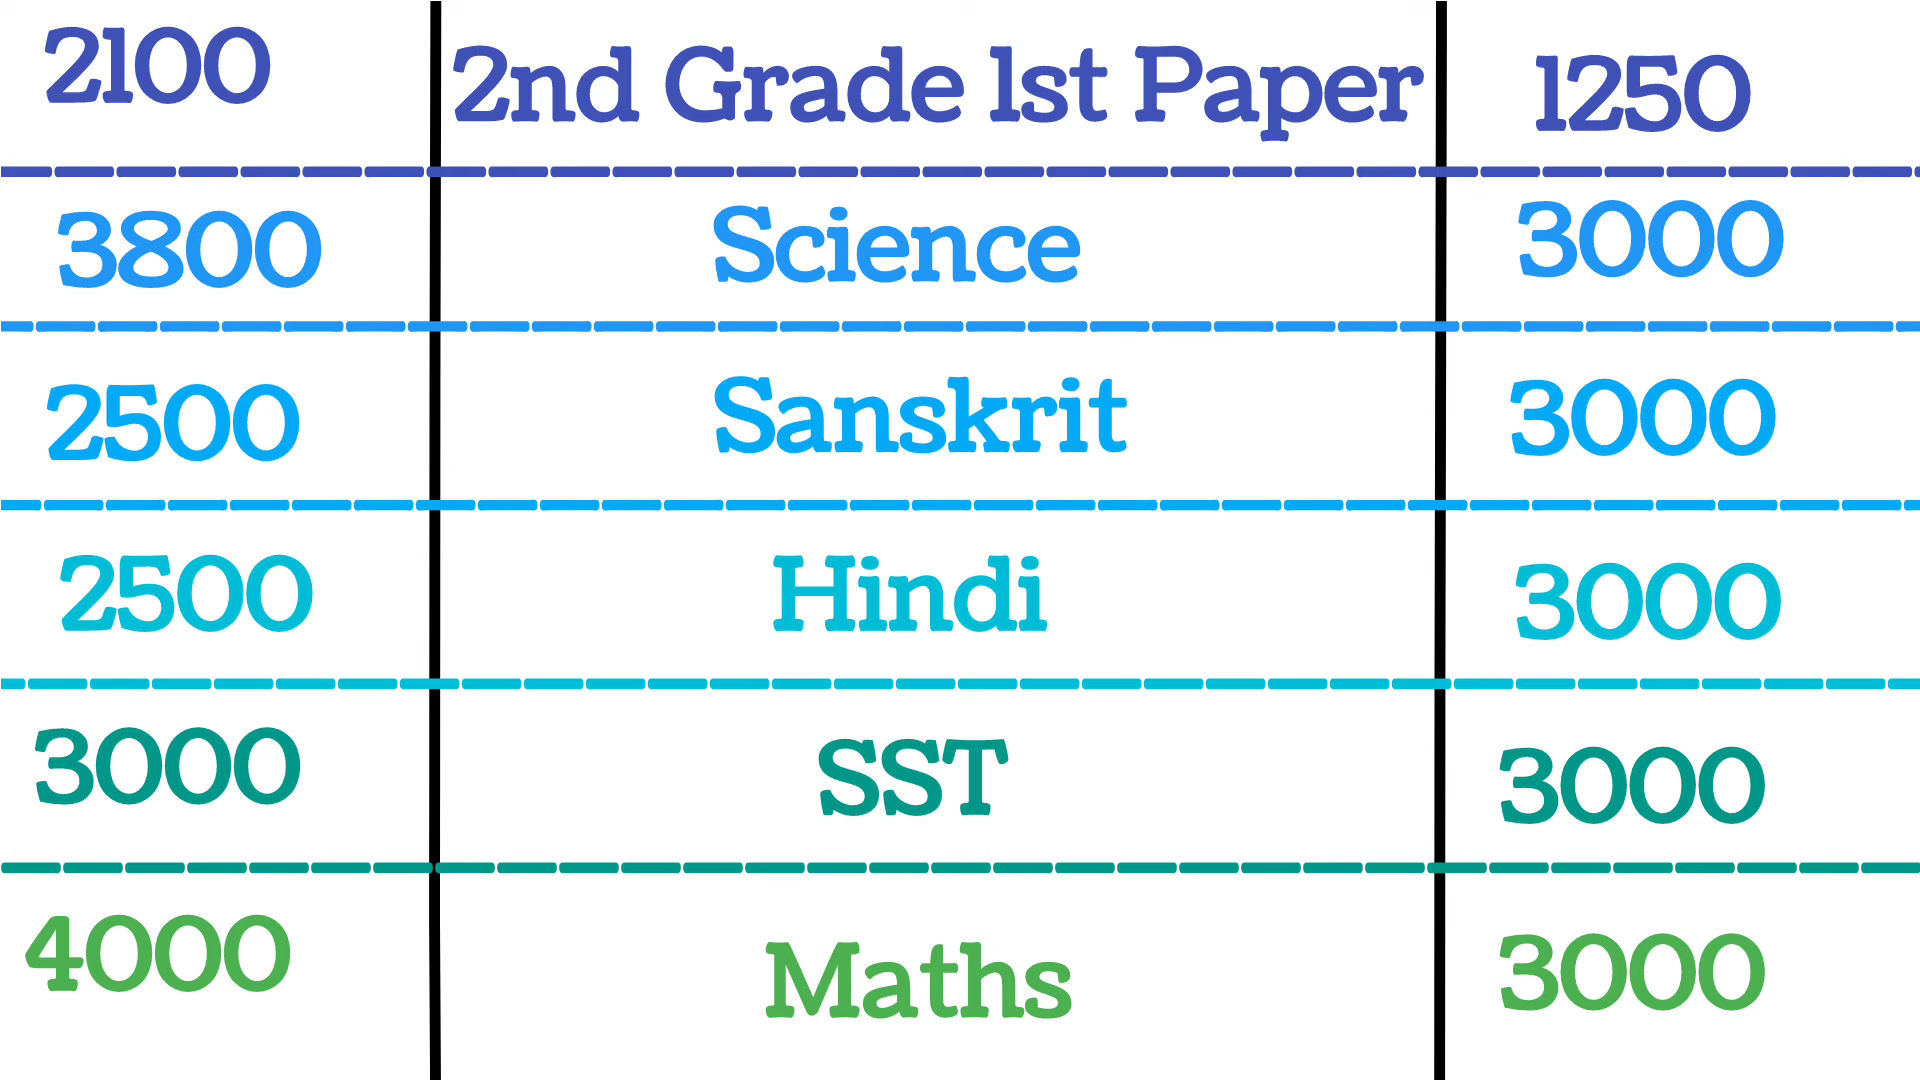 2100 2nd Grade 1st Paper 1250
3800 Science 3000
2500 Sanskrit 3000
2500 Hindi 3000
3000 SST 3000
4000 Maths 3000